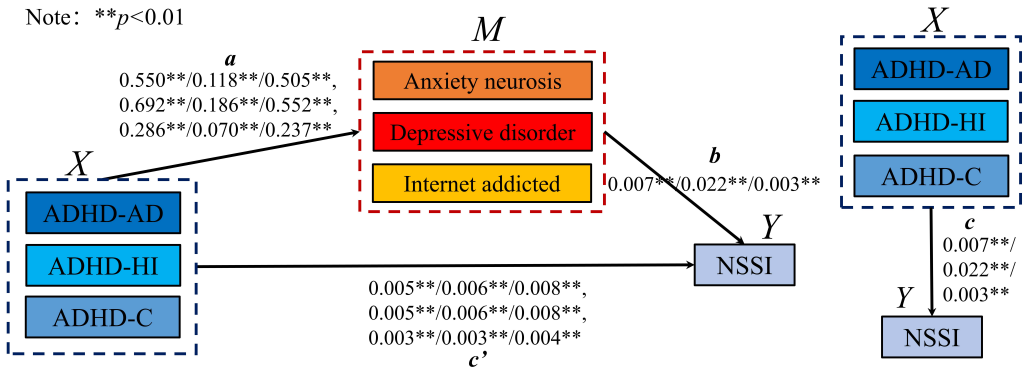 Note：**p<0.01
a
0.550**/0.118**/0.505**,
0.692**/0.186**/0.552**,
0.286**/0.070**/0.237**
M
Anxiety neurosis
Depressive disorder
Internet addicted
X
ADHD-AD
ADHD-HI
ADHD-C
b
0.007**/0.022**/0.003**
Y
NSSI
0.005**/0.006**/0.008**,
0.005**/0.006**/0.008**,
0.003**/0.003**/0.004**
c’
X
ADHD-AD
ADHD-HI
ADHD-C
c
0.007**/
0.022**/
0.003**
Y
NSSI